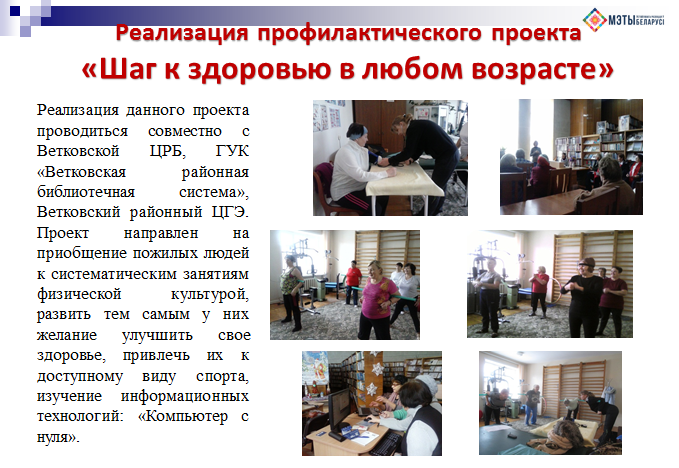 МЭТЫ
БЕЛАРУСІ
Реализация профилактического проекта
«Шаг к здоровью в любом возрасте»
Реализация данного проекта
проводиться совместно с
Ветковской ЦРБ, ГУК
«Ветковская районная
библиотечная система»,
Ветковский районный ЦГЭ.
Проект направлен на
приобщение пожилых людей
к систематическим занятиям
физической культурой,
развить тем самым у них
желание улучшить свое
здоровье, привлечь их к
доступному виду спорта,
изучение информационных
технологий: «Компьютер с
нуля».